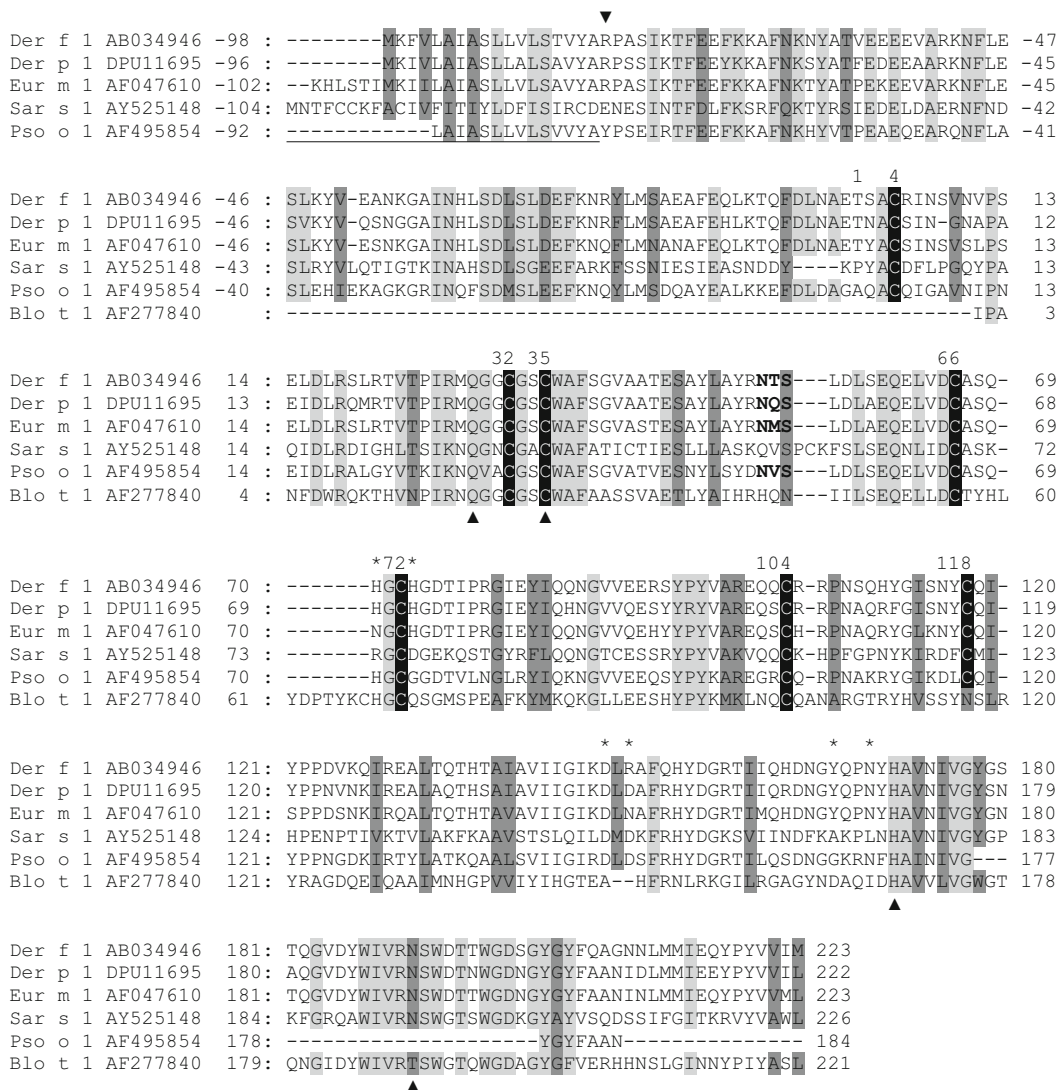 ▼
Der f 1 AB034946 -98 : --------MKFVLAIASLLVLSTVYARPASIKTFEEFKKAFNKNYATVEEEEVARKNFLE -47
Der p 1 DPU11695 -96 : --------MKIVLAIASLLALSAVYARPSSIKTFEEYKKAFNKSYATFEDEEAARKNFLE -45
Eur m 1 AF047610 -102: --KHLSTIMKIILAIASLLVLSAVYARPASIKTFEEFKKAFNKTYATPEKEEVARKNFLE -45
Sar s 1 AY525148 -104: MNTFCCKFACIVFITIYLDFISIRCDENESINTFDLFKSRFQKTYRSIEDELDAERNFND -42
Pso o 1 AF495854 -92 : ------------LAIASLLVLSVVYAYPSEIRTFEEFKKAFNKHYVTPEAEQEARQNFLA -41
1 4
Der f 1 AB034946 -46 : SLKYV-EANKGAINHLSDLSLDEFKNRYLMSAEAFEQLKTQFDLNAETSACRINSVNVPS 13
Der p 1 DPU11695 -46 : SVKYV-QSNGGAINHLSDLSLDEFKNRFLMSAEAFEHLKTQFDLNAETNACSIN-GNAPA 12
Eur m 1 AF047610 -46 : SLKYV-ESNKGAINHLSDLSLDEFKNQFLMNANAFEQLKTQFDLNAETYACSINSVSLPS 13
Sar s 1 AY525148 -43 : SLRYVLQTIGTKINAHSDLSGEEFARKFSSNIESIEASNDDY----KPYACDFLPGQYPA 13
Pso o 1 AF495854 -40 : SLEHIEKAGKGRINQFSDMSLEEFKNQYLMSDQAYEALKKEFDLDAGAQACQIGAVNIPN 13
Blo t 1 AF277840 : ---------------------------------------------------------IPA 3
32 35 66
Der f 1 AB034946 14 : ELDLRSLRTVTPIRMQGGCGSCWAFSGVAATESAYLAYRNTS---LDLSEQELVDCASQ- 69
Der p 1 DPU11695 13 : EIDLRQMRTVTPIRMQGGCGSCWAFSGVAATESAYLAYRNQS---LDLAEQELVDCASQ- 68
Eur m 1 AF047610 14 : ELDLRSLRTVTPIRMQGGCGSCWAFSGVASTESAYLAYRNMS---LDLAEQELVDCASQ- 69
Sar s 1 AY525148 14 : QIDLRDIGHLTSIKNQGNCGACWAFATICTIESLLLASKQVSPCKFSLSEQNLIDCASK- 72
Pso o 1 AF495854 14 : EIDLRALGYVTKIKNQVACGSCWAFSGVATVESNYLSYDNVS---LDLSEQELVDCASQ- 69
Blo t 1 AF277840 4 : NFDWRQKTHVNPIRNQGGCGSCWAFAASSVAETLYAIHRHQN---IILSEQELLDCTYHL 60
▲ ▲
*72* 104 118
Der f 1 AB034946 70 : -------HGCHGDTIPRGIEYIQQNGVVEERSYPYVAREQQCR-RPNSQHYGISNYCQI- 120
Der p 1 DPU11695 69 : -------HGCHGDTIPRGIEYIQHNGVVQESYYRYVAREQSCR-RPNAQRFGISNYCQI- 119
Eur m 1 AF047610 70 : -------NGCHGDTIPRGIEYIQQNGVVQEHYYPYVAREQSCH-RPNAQRYGLKNYCQI- 120
Sar s 1 AY525148 73 : -------RGCDGEKQSTGYRFLQQNGTCESSRYPYVAKVQQCK-HPFGPNYKIRDFCMI- 123
Pso o 1 AF495854 70 : -------HGCGGDTVLNGLRYIQKNGVVEEQSYPYKAREGRCQ-RPNAKRYGIKDLCQI- 120
Blo t 1 AF277840 61 : YDPTYKCHGCQSGMSPEAFKYMKQKGLLEESHYPYKMKLNQCQANARGTRYHVSSYNSLR 120
* * * *
Der f 1 AB034946 121: YPPDVKQIREALTQTHTAIAVIIGIKDLRAFQHYDGRTIIQHDNGYQPNYHAVNIVGYGS 180
Der p 1 DPU11695 120: YPPNVNKIREALAQTHSAIAVIIGIKDLDAFRHYDGRTIIQRDNGYQPNYHAVNIVGYSN 179
Eur m 1 AF047610 121: SPPDSNKIRQALTQTHTAVAVIIGIKDLNAFRHYDGRTIMQHDNGYQPNYHAVNIVGYGN 180
Sar s 1 AY525148 124: HPENPTIVKTVLAKFKAAVSTSLQILDMDKFRHYDGKSVIINDFKAKPLNHAVNIVGYGP 183
Pso o 1 AF495854 121: YPPNGDKIRTYLATKQAALSVIIGIRDLDSFRHYDGRTILQSDNGGKRNFHAINIVG--- 177
Blo t 1 AF277840 121: YRAGDQEIQAAIMNHGPVVIYIHGTEA--HFRNLRKGILRGAGYNDAQIDHAVVLVGWGT 178
▲
Der f 1 AB034946 181: TQGVDYWIVRNSWDTTWGDSGYGYFQAGNNLMMIEQYPYVVIM 223
Der p 1 DPU11695 180: AQGVDYWIVRNSWDTNWGDNGYGYFAANIDLMMIEEYPYVVIL 222
Eur m 1 AF047610 181: TQGVDYWIVRNSWDTTWGDNGYGYFAANINLMMIEQYPYVVML 223
Sar s 1 AY525148 184: KFGRQAWIVRNSWGTSWGDKGYAYVSQDSSIFGITKRVYVAWL 226
Pso o 1 AF495854 178: ---------------------YGYFAAN--------------- 184
Blo t 1 AF277840 179: QNGIDYWIVRTSWGTQWGDAGYGFVERHHNSLGINNYPIYASL 221
▲